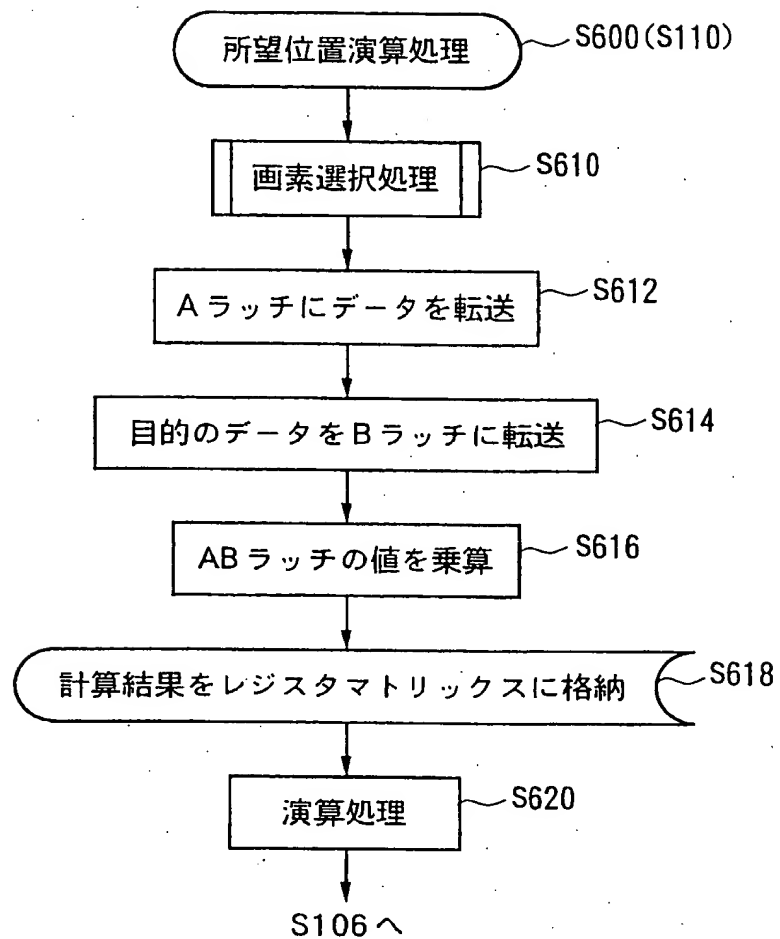 所望位置演算処理 S600(S110)
画素選択処理 S610
Aラッチにデータを転送 S612
目的のデータをBラッチに転送 S614
ABラッチの値を乗算 S616
計算結果をレジスタマトリックスに格納 S618
演算処理 S620
S106へ